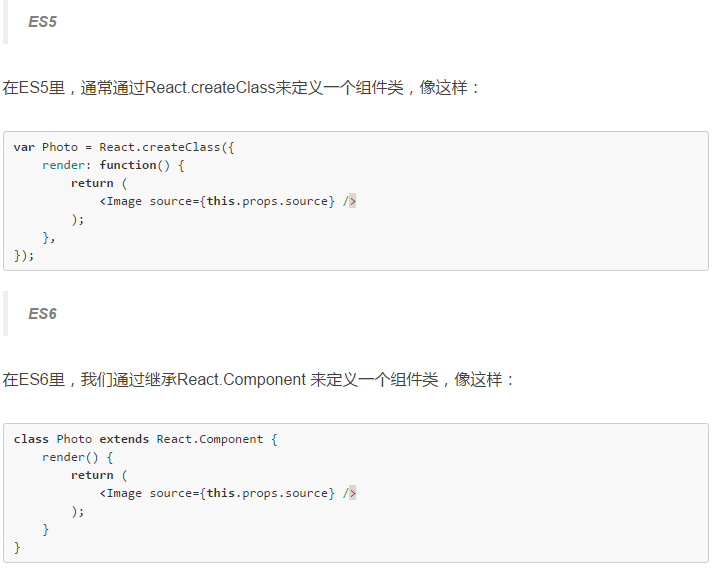 ES5
在ES5里，通常通过React.createClass来定义一个组件类，像这样：
var Photo = React.createClass({
    render: function() {
        return (
            <Image source={this.props.source} />
        );
    },
});
ES6
在ES6里，我们通过继承React.Component 来定义一个组件类，像这样：
class Photo extends React.Component {
    render() {
        return (
            <Image source={this.props.source} />
        );
    }
}